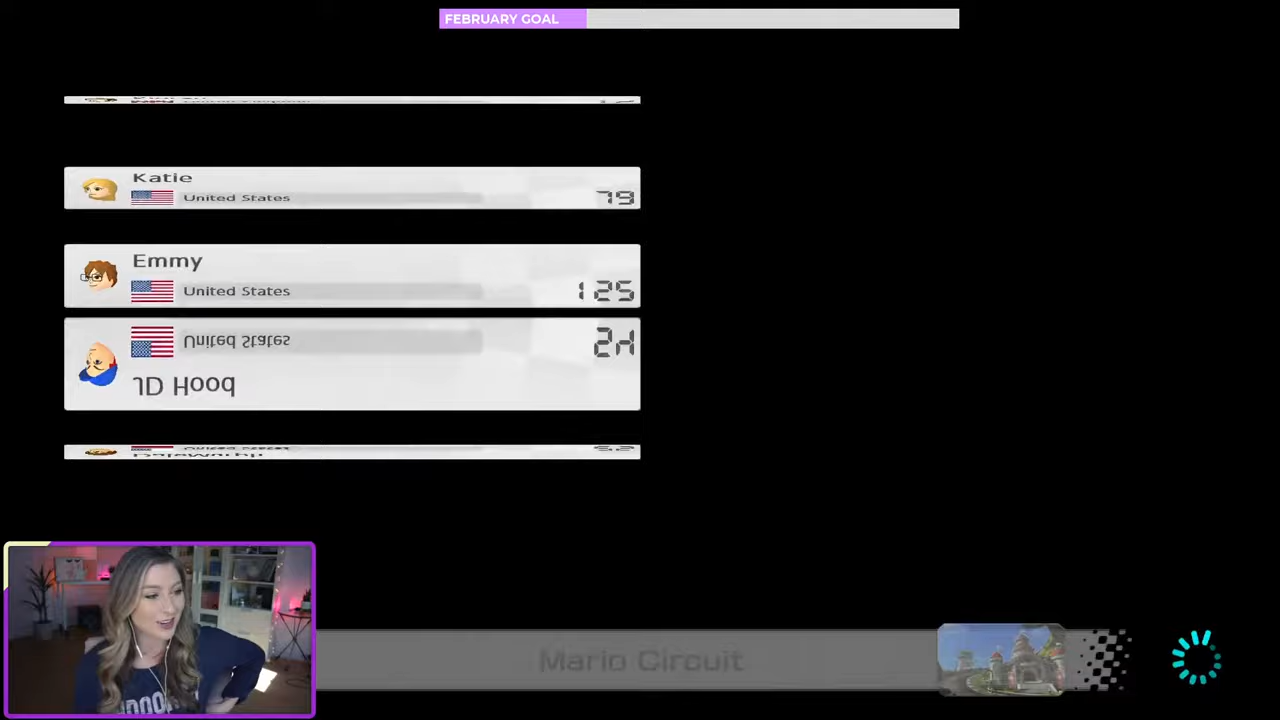 FEBRUARY GOAL
Katie
United States
79
Emmy
United States
125
United States
24
JD Hood
Mario Circuit